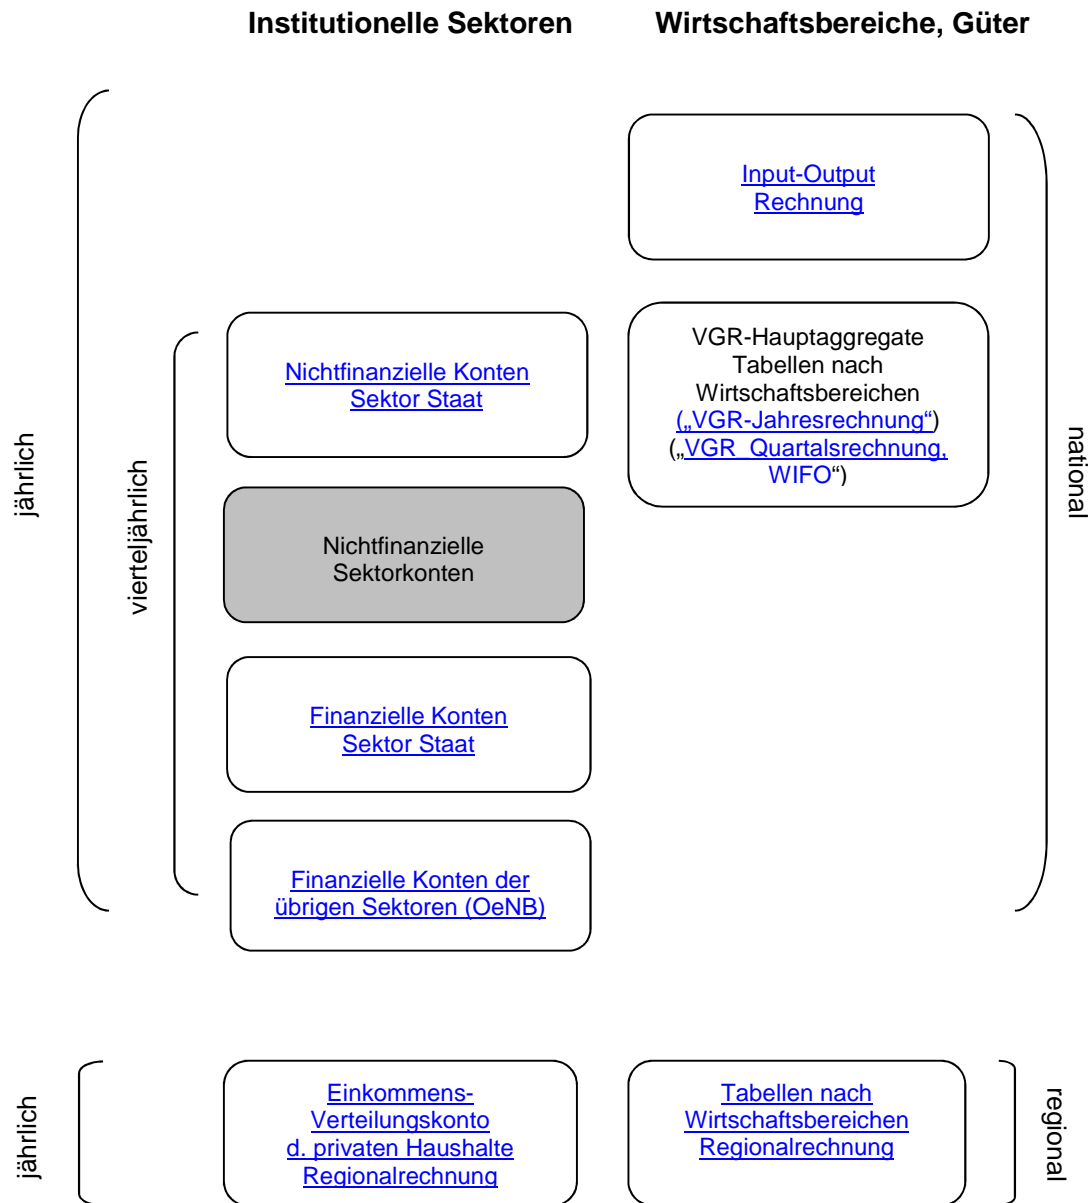 Institutionelle Sektoren
Wirtschaftsbereiche, Güter
jährlich
vierteljährlich
Input-Output
Rechnung
Nichtfinanzielle Konten
Sektor Staat
VGR-Hauptaggregate
Tabellen nach
Wirtschaftsbereichen
(„VGR-Jahresrechnung“)
(„VGR_Quartalsrechnung,
WIFO“)
national
Nichtfinanzielle
Sektorkonten
Finanzielle Konten
Sektor Staat
Finanzielle Konten der
übrigen Sektoren (OeNB)
jährlich
Einkommens-
Verteilungskonto
d. privaten Haushalte
Regionalrechnung
Tabellen nach
Wirtschaftsbereichen
Regionalrechnung
regional